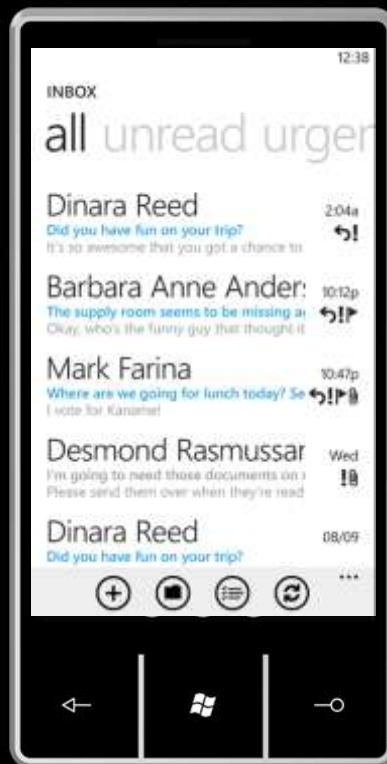 12:38
INBOX
all unread urger
Dinara Reed 2:04a
Did you have fun on your trip?
It's so awesome that you got a chance to
Barbara Anne Anders 10:12p
The supply room seems to be missing a
Okay, who's the funny guy that thought it
Mark Farina 10:47p
Where are we going for lunch today? Se
I vote for Kaname!
Desmond Rasmussar Wed
I'm going to need those documents on
Please send them over when they're read
Dinara Reed 08/09
Did you have fun on your trip?
...